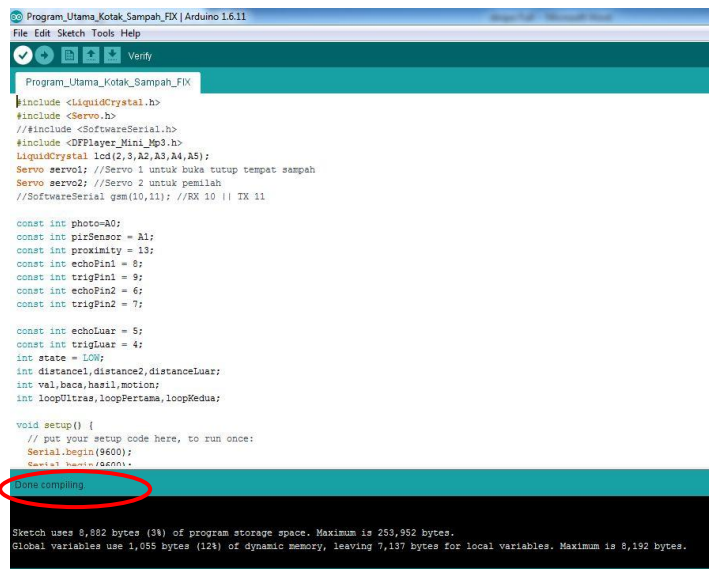 Program_Utama_Kotak_Sampah_FIX | Arduino 1.6.11
File Edit Sketch Tools Help
Verify
Program_Utama_Kotak_Sampah_FIX
#include <LiquidCrystal.h>
#include <Servo.h>
//#include <SoftwareSerial.h>
#include <DFPlayer_Mini_Mp3.h>
LiquidCrystal lcd(2,3,A2,A3,A4,A5);
Servo servo1; //Servo 1 untuk buka tutup tempat sampah
Servo servo2; //Servo 2 untuk pemilah
//SoftwareSerial gsm(10,11); //RX 10 || TX 11
const int photo=A0;
const int pirSensor = A1;
const int proximity = 13;
const int echoPin1 = 8;
const int trigPin1 = 9;
const int echoPin2 = 6;
const int trigPin2 = 7;
const int echoLuar = 5;
const int trigLuar = 4;
int state = LOW;
int distance1,distance2,distanceLuar;
int val,baca,hasil,motion;
int loopUltras,loopPertama,loopKedua;
void setup() {
// put your setup code here, to run once:
Serial.begin(9600);
Serial.begin(9600);
Done compiling.
Sketch uses 8,882 bytes (3%) of program storage space. Maximum is 253,952 bytes.
Global variables use 1,055 bytes (12%) of dynamic memory, leaving 7,137 bytes for local variables. Maximum is 8,192 bytes.